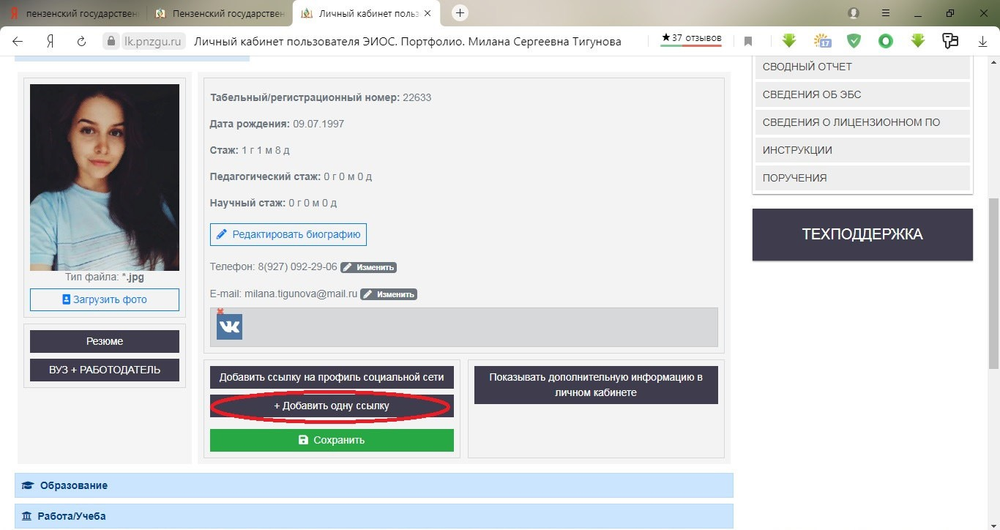 пензенский государственн
Пензенский государствен
Личный кабинет польз
lk.pnzgu.ru
Личный кабинет пользователя ЭИОС. Портфолио. Милана Сергеевна Тигунова
★37 отзывов
17
Табельный/регистрационный номер: 22633
Дата рождения: 09.07.1997
Стаж: 1 г 1 м 8 д
Педагогический стаж: 0 г 0 м 0 д
Научный стаж: 0 г 0 м 0 д
Редактировать биографию
Телефон: 8(927) 092-29-06 Изменить
E-mail: milana.tigunova@mail.ru Изменить
Тип файла: *.jpg
Загрузить фото
Резюме
ВУЗ + РАБОТОДАТЕЛЬ
Добавить ссылку на профиль социальной сети
+ Добавить одну ссылку
Сохранить
Показывать дополнительную информацию в
личном кабинете
Образование
Работа/Учеба
СВОДНЫЙ ОТЧЕТ
СВЕДЕНИЯ ОБ ЭБС
СВЕДЕНИЯ О ЛИЦЕНЗИОННОМ ПО
ИНСТРУКЦИИ
ПОРУЧЕНИЯ
ТЕХПОДДЕРЖКА